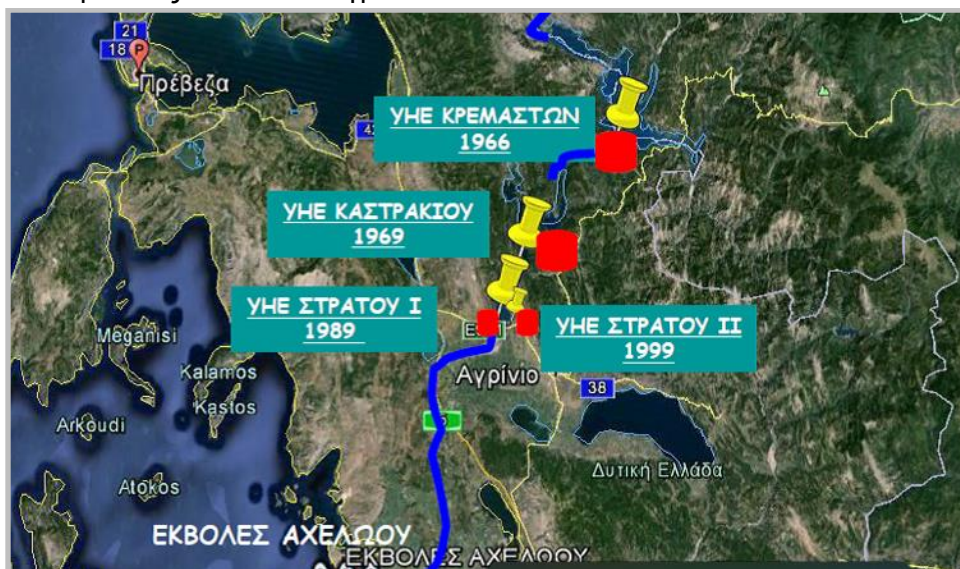 21
18
P
Πρέβεζα
ΥΗΕ ΚΡΕΜΑΣΤΩΝ
1966
ΥΗΕ ΚΑΣΤΡΑΚΙΟΥ
1969
ΥΗΕ ΣΤΡΑΤΟΥ Ι
1989
ΥΗΕ ΣΤΡΑΤΟΥ ΙΙ
1999
Meganisi
Kalamos
Kastos
Αγρίνιο
38
Arkoudi
Atokos
Δυτική Ελλάδα
ΕΚΒΟΛΕΣ ΑΧΕΛΩΟΥ
ΕΚΒΟΛΕΣ ΑΧΕΛΩΟΥ